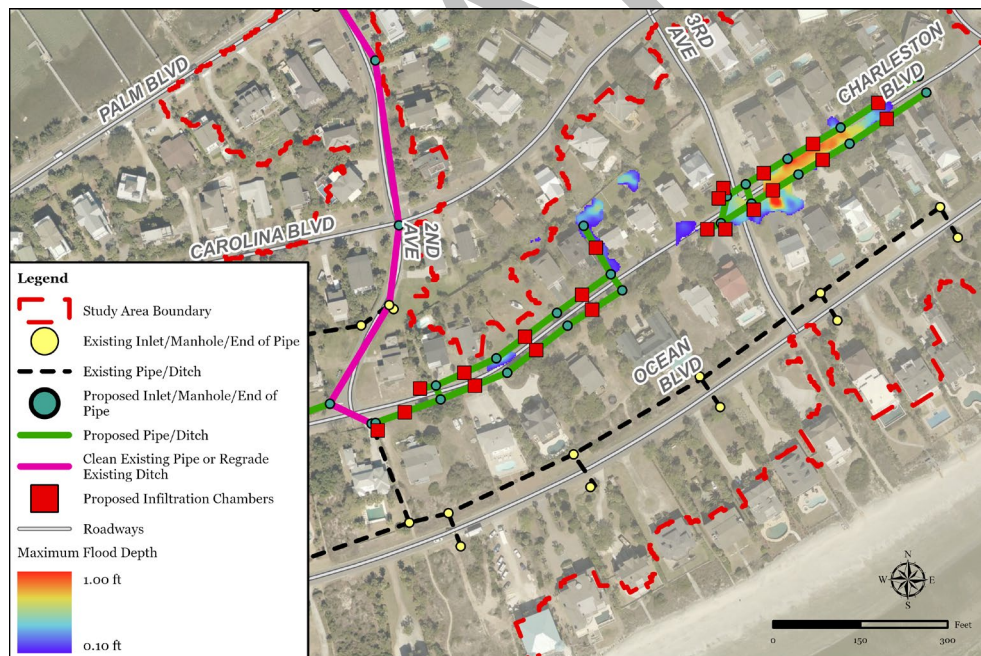 PALM BLVD
3RD
AVE
CHARLESTON
BLVD
CAROLINA BLVD
2ND
AVE
OCEAN
BLVD
Legend
Study Area Boundary
Existing Inlet/Manhole/End of Pipe
Existing Pipe/Ditch
Proposed Inlet/Manhole/End of
Pipe
Proposed Pipe/Ditch
Clean Existing Pipe or Regrade
Existing Ditch
Proposed Infiltration Chambers
Roadways
Maximum Flood Depth
1.00 ft
0.10 ft
N
W E
S
Feet
0 150 300